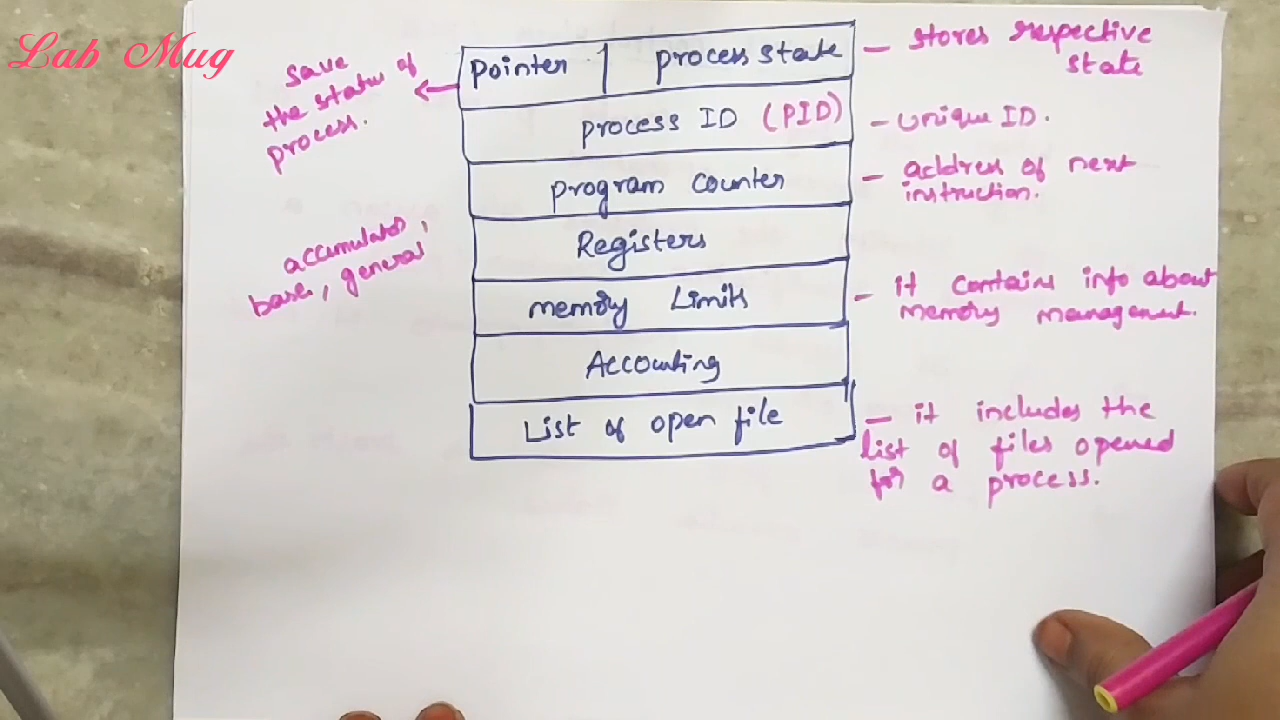 Lab Mug
save
the status of
process.
pointer process state
— stores respective
state
process ID (PID)
— unique ID.
program counter
— address of next
instruction.
Registers
accumulator,
base, general
memory Limits
— it contains info about
memory management.
Accounting
List of open file
— it includes the
list of files opened
for a process.